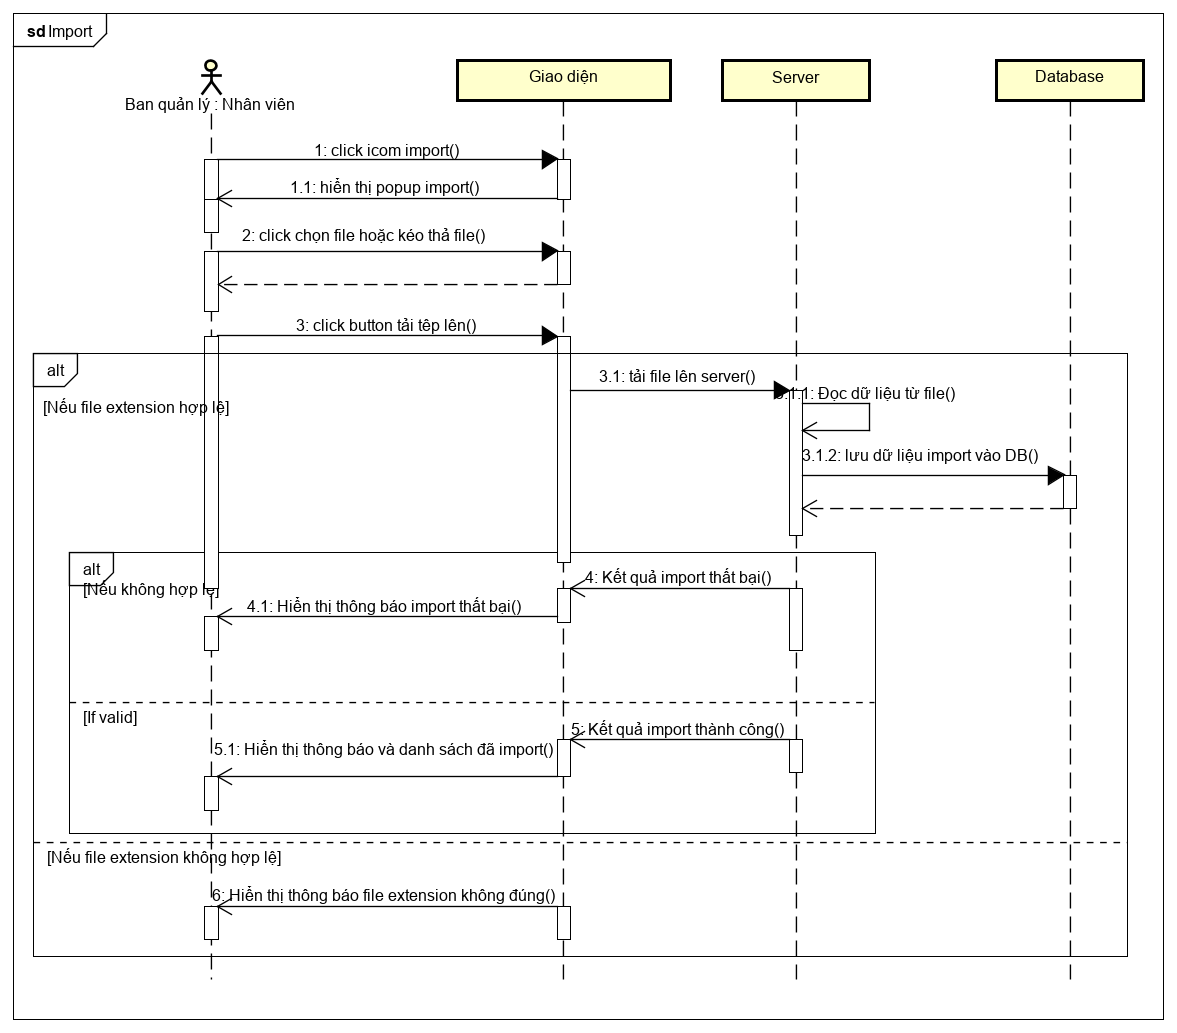 sd Import
Ban quản lý : Nhân viên
Giao diện
Server
Database
1: click icom import()
1.1: hiển thị popup import()
2: click chọn file hoặc kéo thả file()
3: click button tải têp lên()
alt
[Nếu file extension hợp lệ]
3.1: tải file lên server()
3.1.1: Đọc dữ liệu từ file()
3.1.2: lưu dữ liệu import vào DB()
alt
[Nếu không hợp lệ]
4: Kết quả import thất bại()
4.1: Hiển thị thông báo import thất bại()
[If valid]
5: Kết quả import thành công()
5.1: Hiển thị thông báo và danh sách đã import()
[Nếu file extension không hợp lệ]
6: Hiển thị thông báo file extension không đúng()